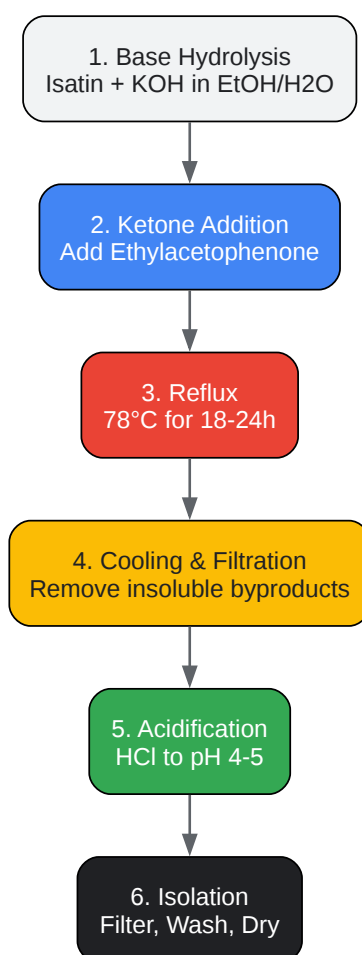 1. Base Hydrolysis
Isatin + KOH in EtOH/H2O
2. Ketone Addition
Add Ethylacetophenone
3. Reflux
78°C for 18-24h
4. Cooling & Filtration
Remove insoluble byproducts
5. Acidification
HCl to pH 4-5
6. Isolation
Filter, Wash, Dry